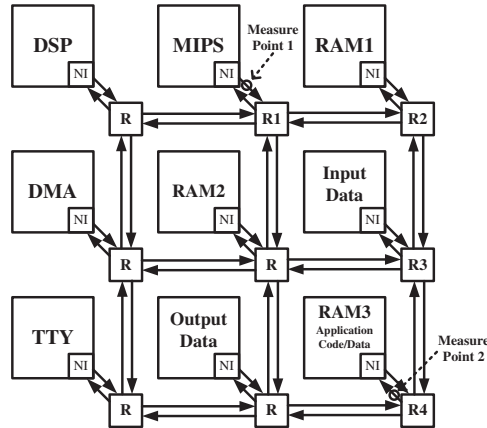 Measure
Point 1
DSP
MIPS
RAM1
NI
NI
NI
R
R1
R2
DMA
RAM2
Input
Data
NI
NI
NI
R
R
R3
TTY
Output
Data
RAM3
Application
Code/Data
Measure
Point 2
NI
NI
NI
R
R
R4